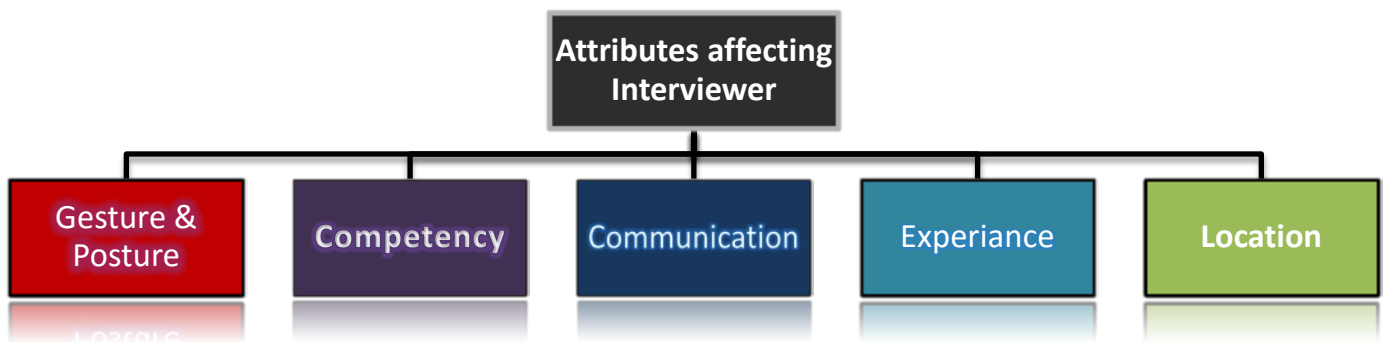 Attributes affecting
Interviewer
Gesture &
Posture
Competency
Communication
Experiance
Location